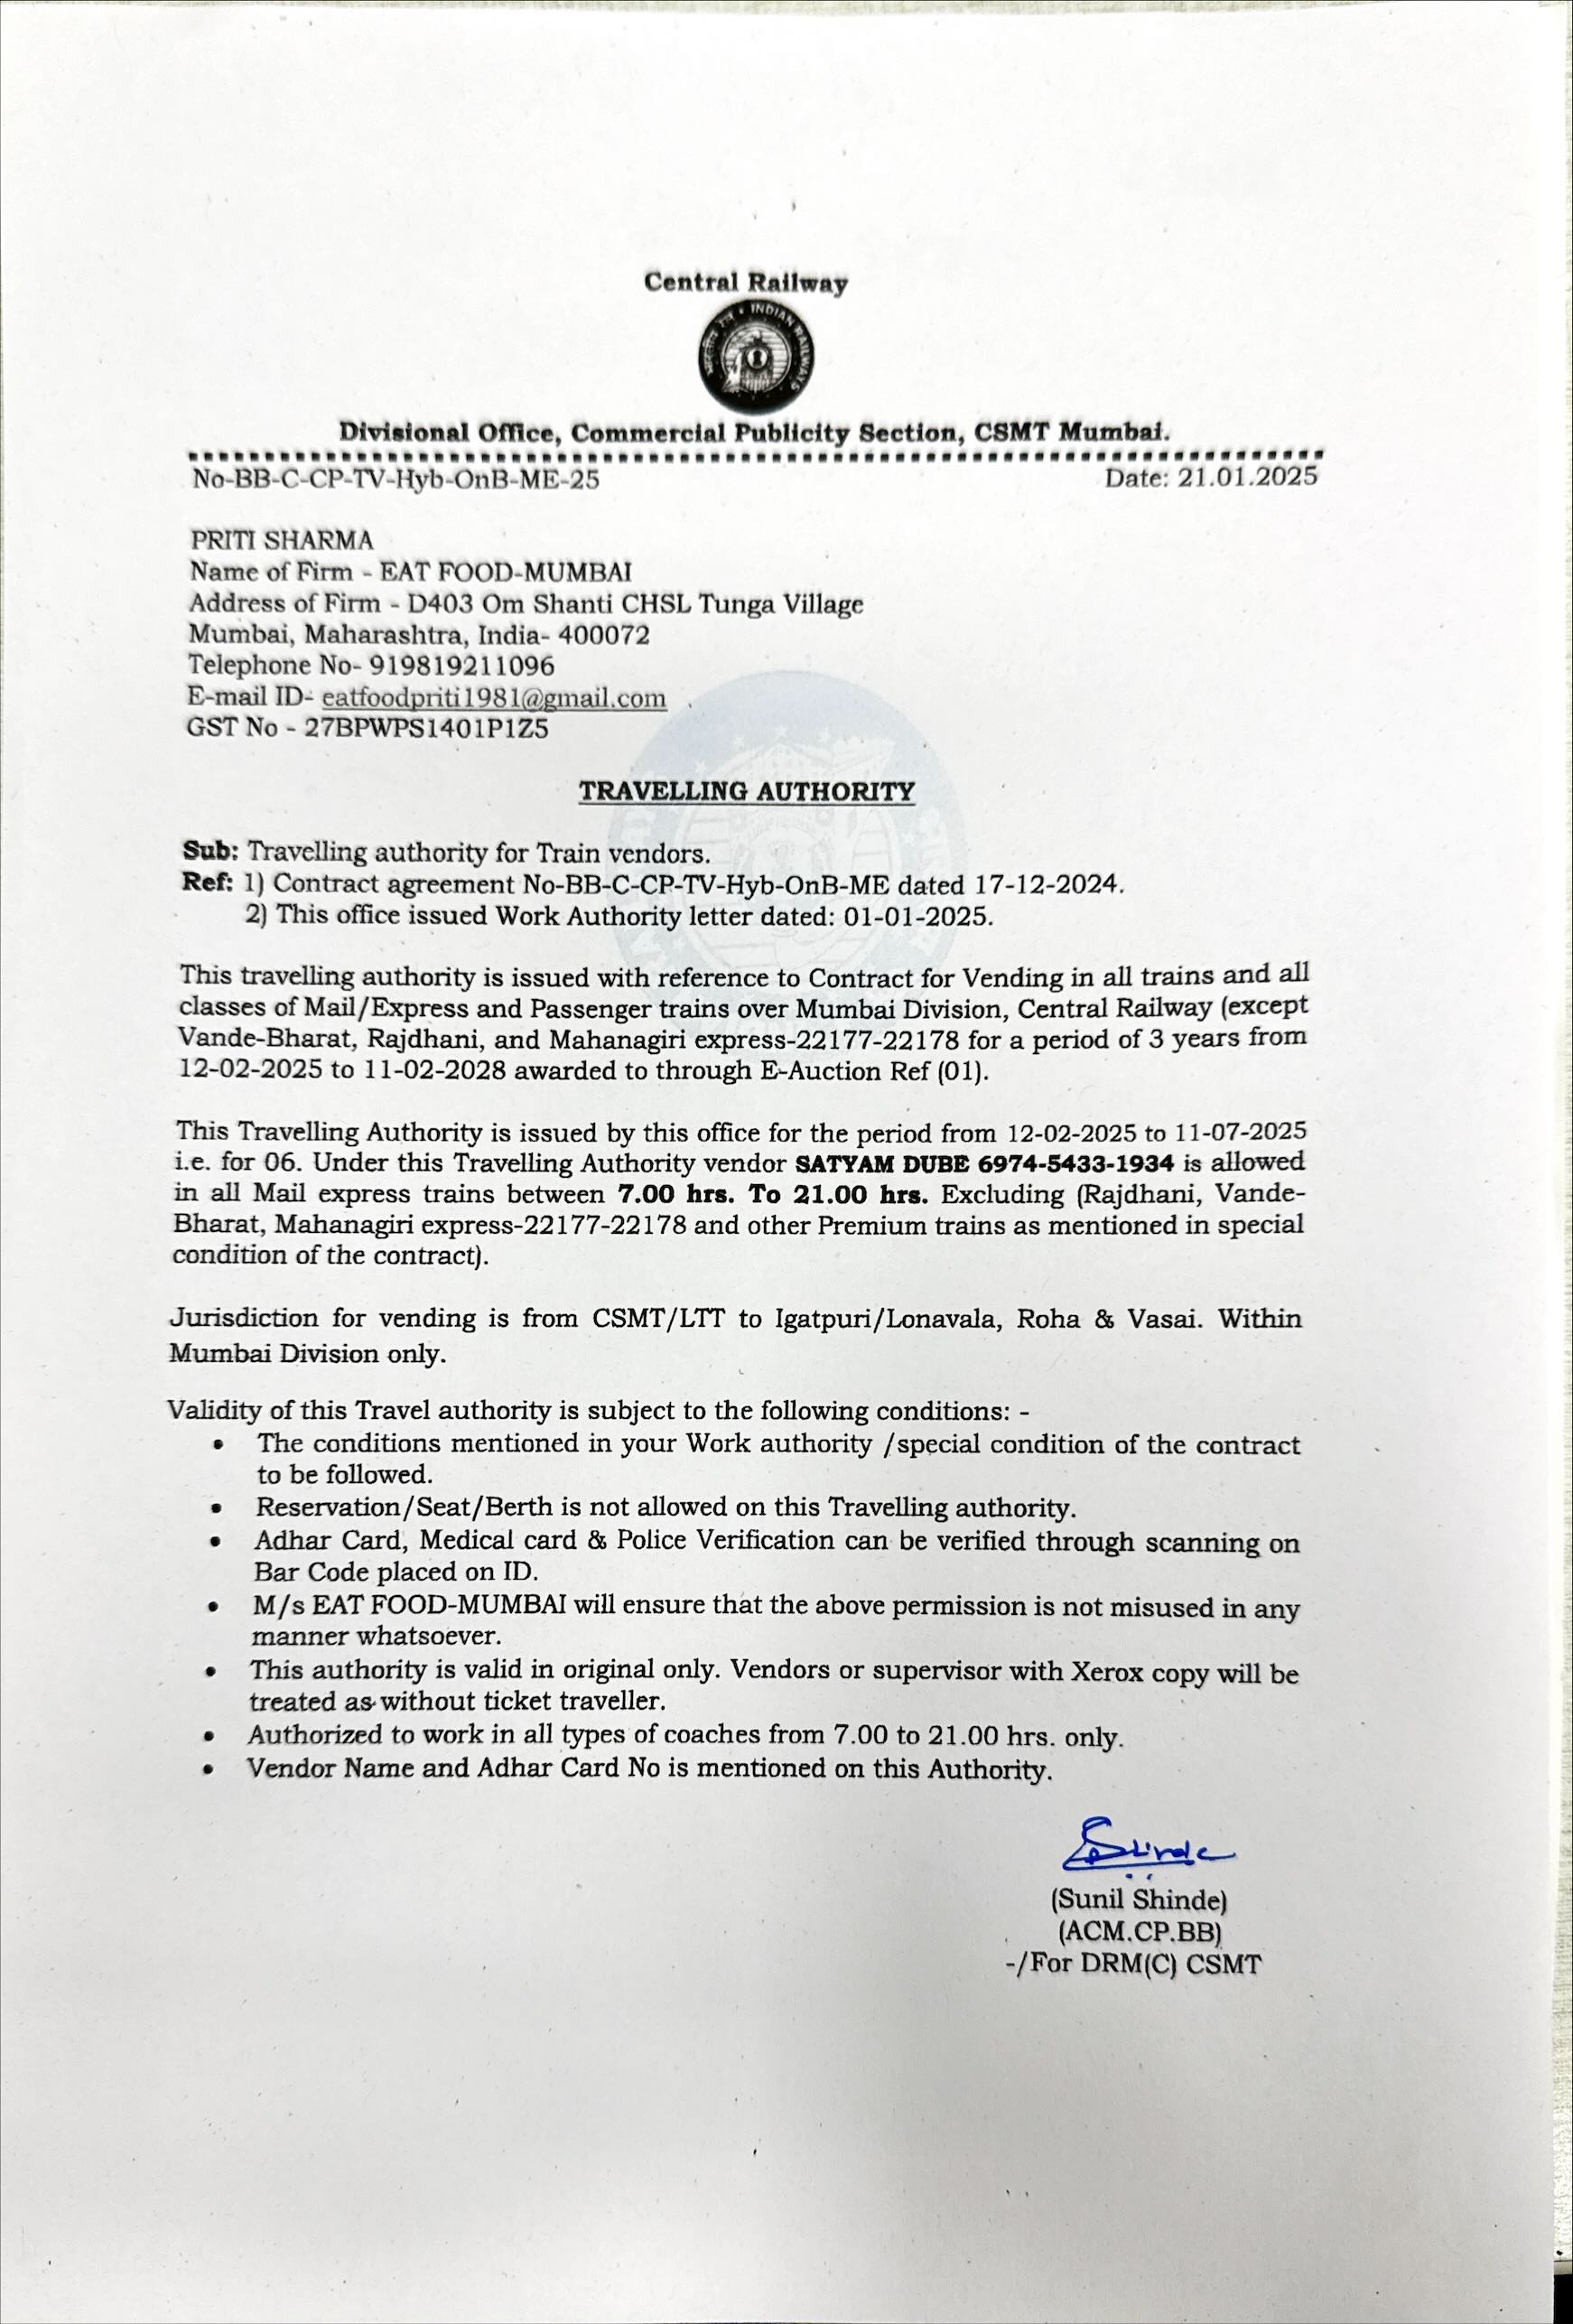 Central Railway
INDIAN RAILWAYS
Divisional Office, Commercial Publicity Section, CSMT Mumbai.
No-BB-C-CP-TV-Hyb-OnB-ME-25 Date: 21.01.2025
PRITI SHARMA
Name of Firm - EAT FOOD-MUMBAI
Address of Firm - D403 Om Shanti CHSL Tunga Village
Mumbai, Maharashtra, India- 400072
Telephone No- 919819211096
E-mail ID- eatfoodpriti1981@gmail.com
GST No - 27BPWPS1401P1Z5
TRAVELLING AUTHORITY
Sub: Travelling authority for Train vendors.
Ref: 1) Contract agreement No-BB-C-CP-TV-Hyb-OnB-ME dated 17-12-2024.
2) This office issued Work Authority letter dated: 01-01-2025.
This travelling authority is issued with reference to Contract for Vending in all trains and all
classes of Mail/Express and Passenger trains over Mumbai Division, Central Railway (except
Vande-Bharat, Rajdhani, and Mahanagiri express-22177-22178 for a period of 3 years from
12-02-2025 to 11-02-2028 awarded to through E-Auction Ref (01).
This Travelling Authority is issued by this office for the period from 12-02-2025 to 11-07-2025
i.e. for 06. Under this Travelling Authority vendor SATYAM DUBE 6974-5433-1934 is allowed
in all Mail express trains between 7.00 hrs. To 21.00 hrs. Excluding (Rajdhani, Vande-
Bharat, Mahanagiri express-22177-22178 and other Premium trains as mentioned in special
condition of the contract).
Jurisdiction for vending is from CSMT/LTT to Igatpuri/Lonavala, Roha & Vasai. Within
Mumbai Division only.
Validity of this Travel authority is subject to the following conditions: -
• The conditions mentioned in your Work authority /special condition of the contract
to be followed.
• Reservation/Seat/Berth is not allowed on this Travelling authority.
• Adhar Card, Medical card & Police Verification can be verified through scanning on
Bar Code placed on ID.
• M/s EAT FOOD-MUMBAI will ensure that the above permission is not misused in any
manner whatsoever.
• This authority is valid in original only. Vendors or supervisor with Xerox copy will be
treated as without ticket traveller.
• Authorized to work in all types of coaches from 7.00 to 21.00 hrs. only.
• Vendor Name and Adhar Card No is mentioned on this Authority.
(Sunil Shinde)
(ACM.CP.BB)
-/For DRM(C) CSMT